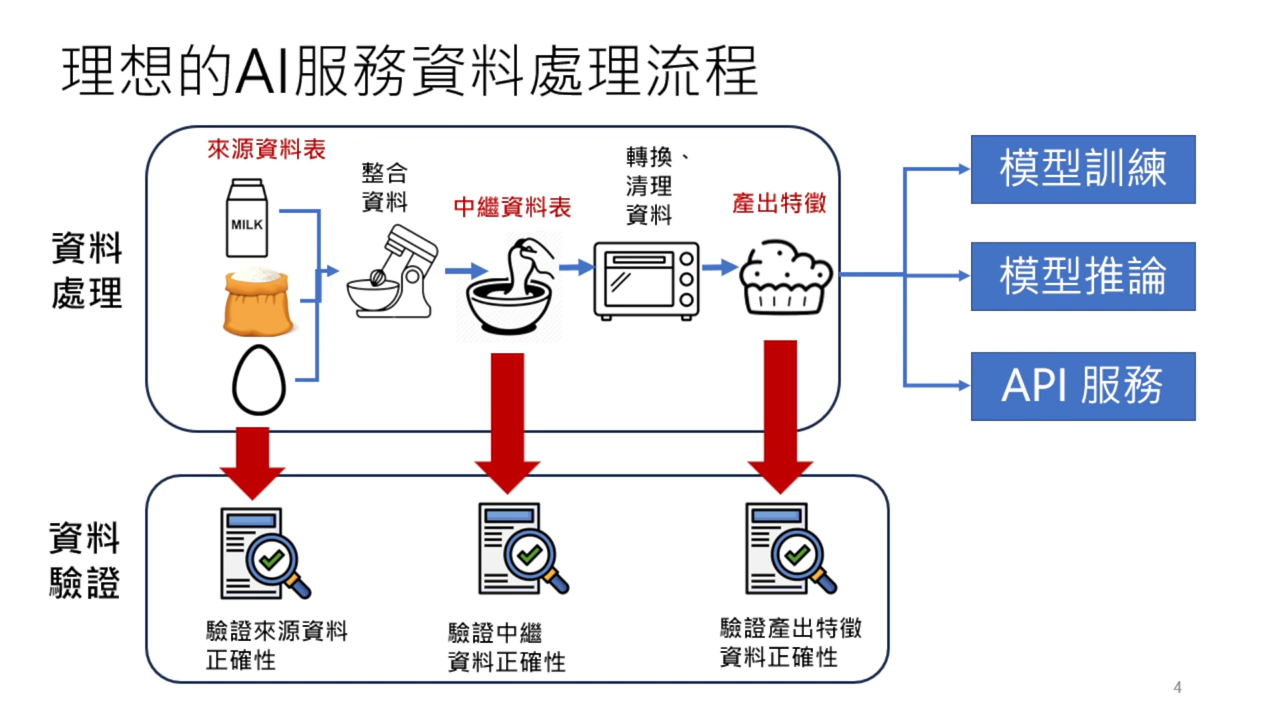 理想的AI服務資料處理流程
資料
處理
來源資料表
MILK
整合
資料
中繼資料表
轉換、
清理
資料
產出特徵
模型訓練
模型推論
API 服務
資料
驗證
驗證來源資料
正確性
驗證中繼
資料正確性
驗證產出特徵
資料正確性
4